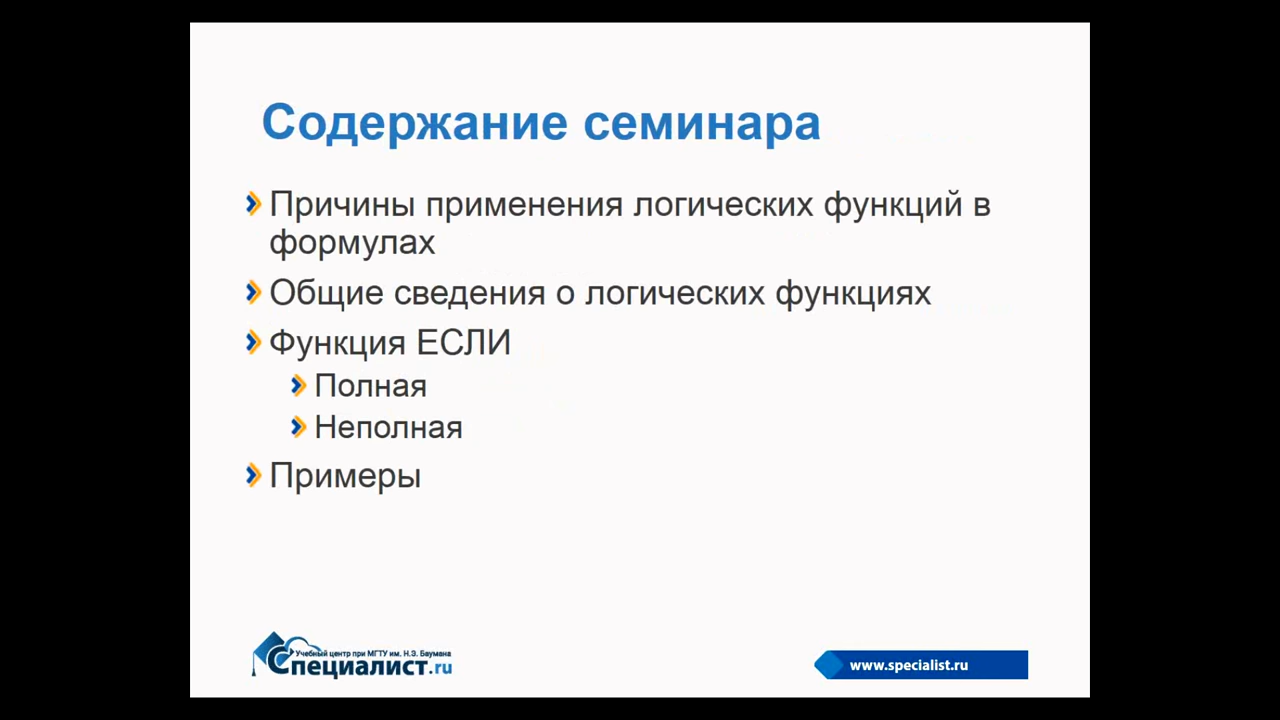 Содержание семинара
Причины применения логических функций в
формулах
Общие сведения о логических функциях
Функция ЕСЛИ
Полная
Неполная
Примеры
Учебный центр при МГТУ им. Н.Э. Баумана
Специалист.ru
www.specialist.ru